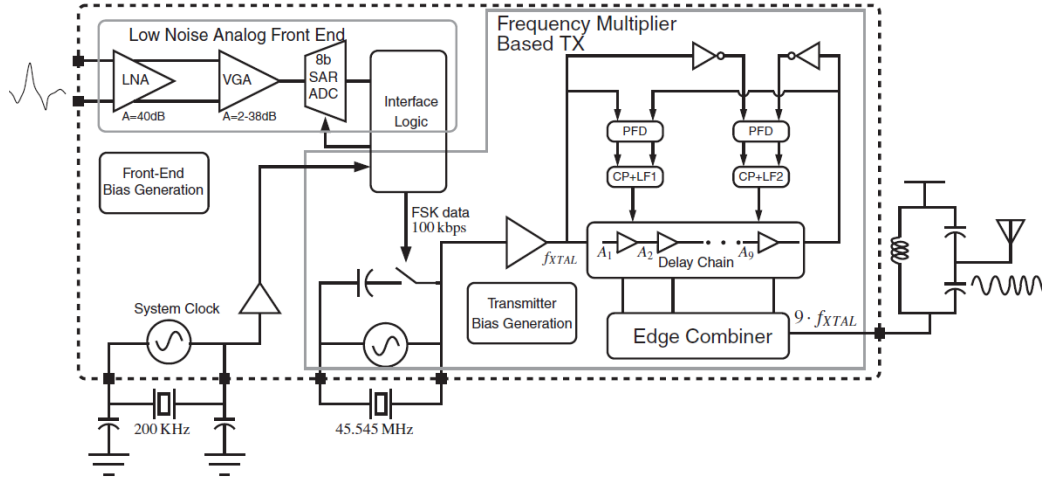 Low Noise Analog Front End
LNA
A=40dB
VGA
A=2-38dB
8b
SAR
ADC
Interface
Logic
Frequency Multiplier
Based TX
PFD
PFD
CP+LF1
CP+LF2
Front-End
Bias Generation
FSK data
100 kbps
f_XTAL
A₁
A₂
A₉
Delay Chain
System Clock
Transmitter
Bias Generation
Edge Combiner
9 · f_XTAL
200 KHz
45.545 MHz